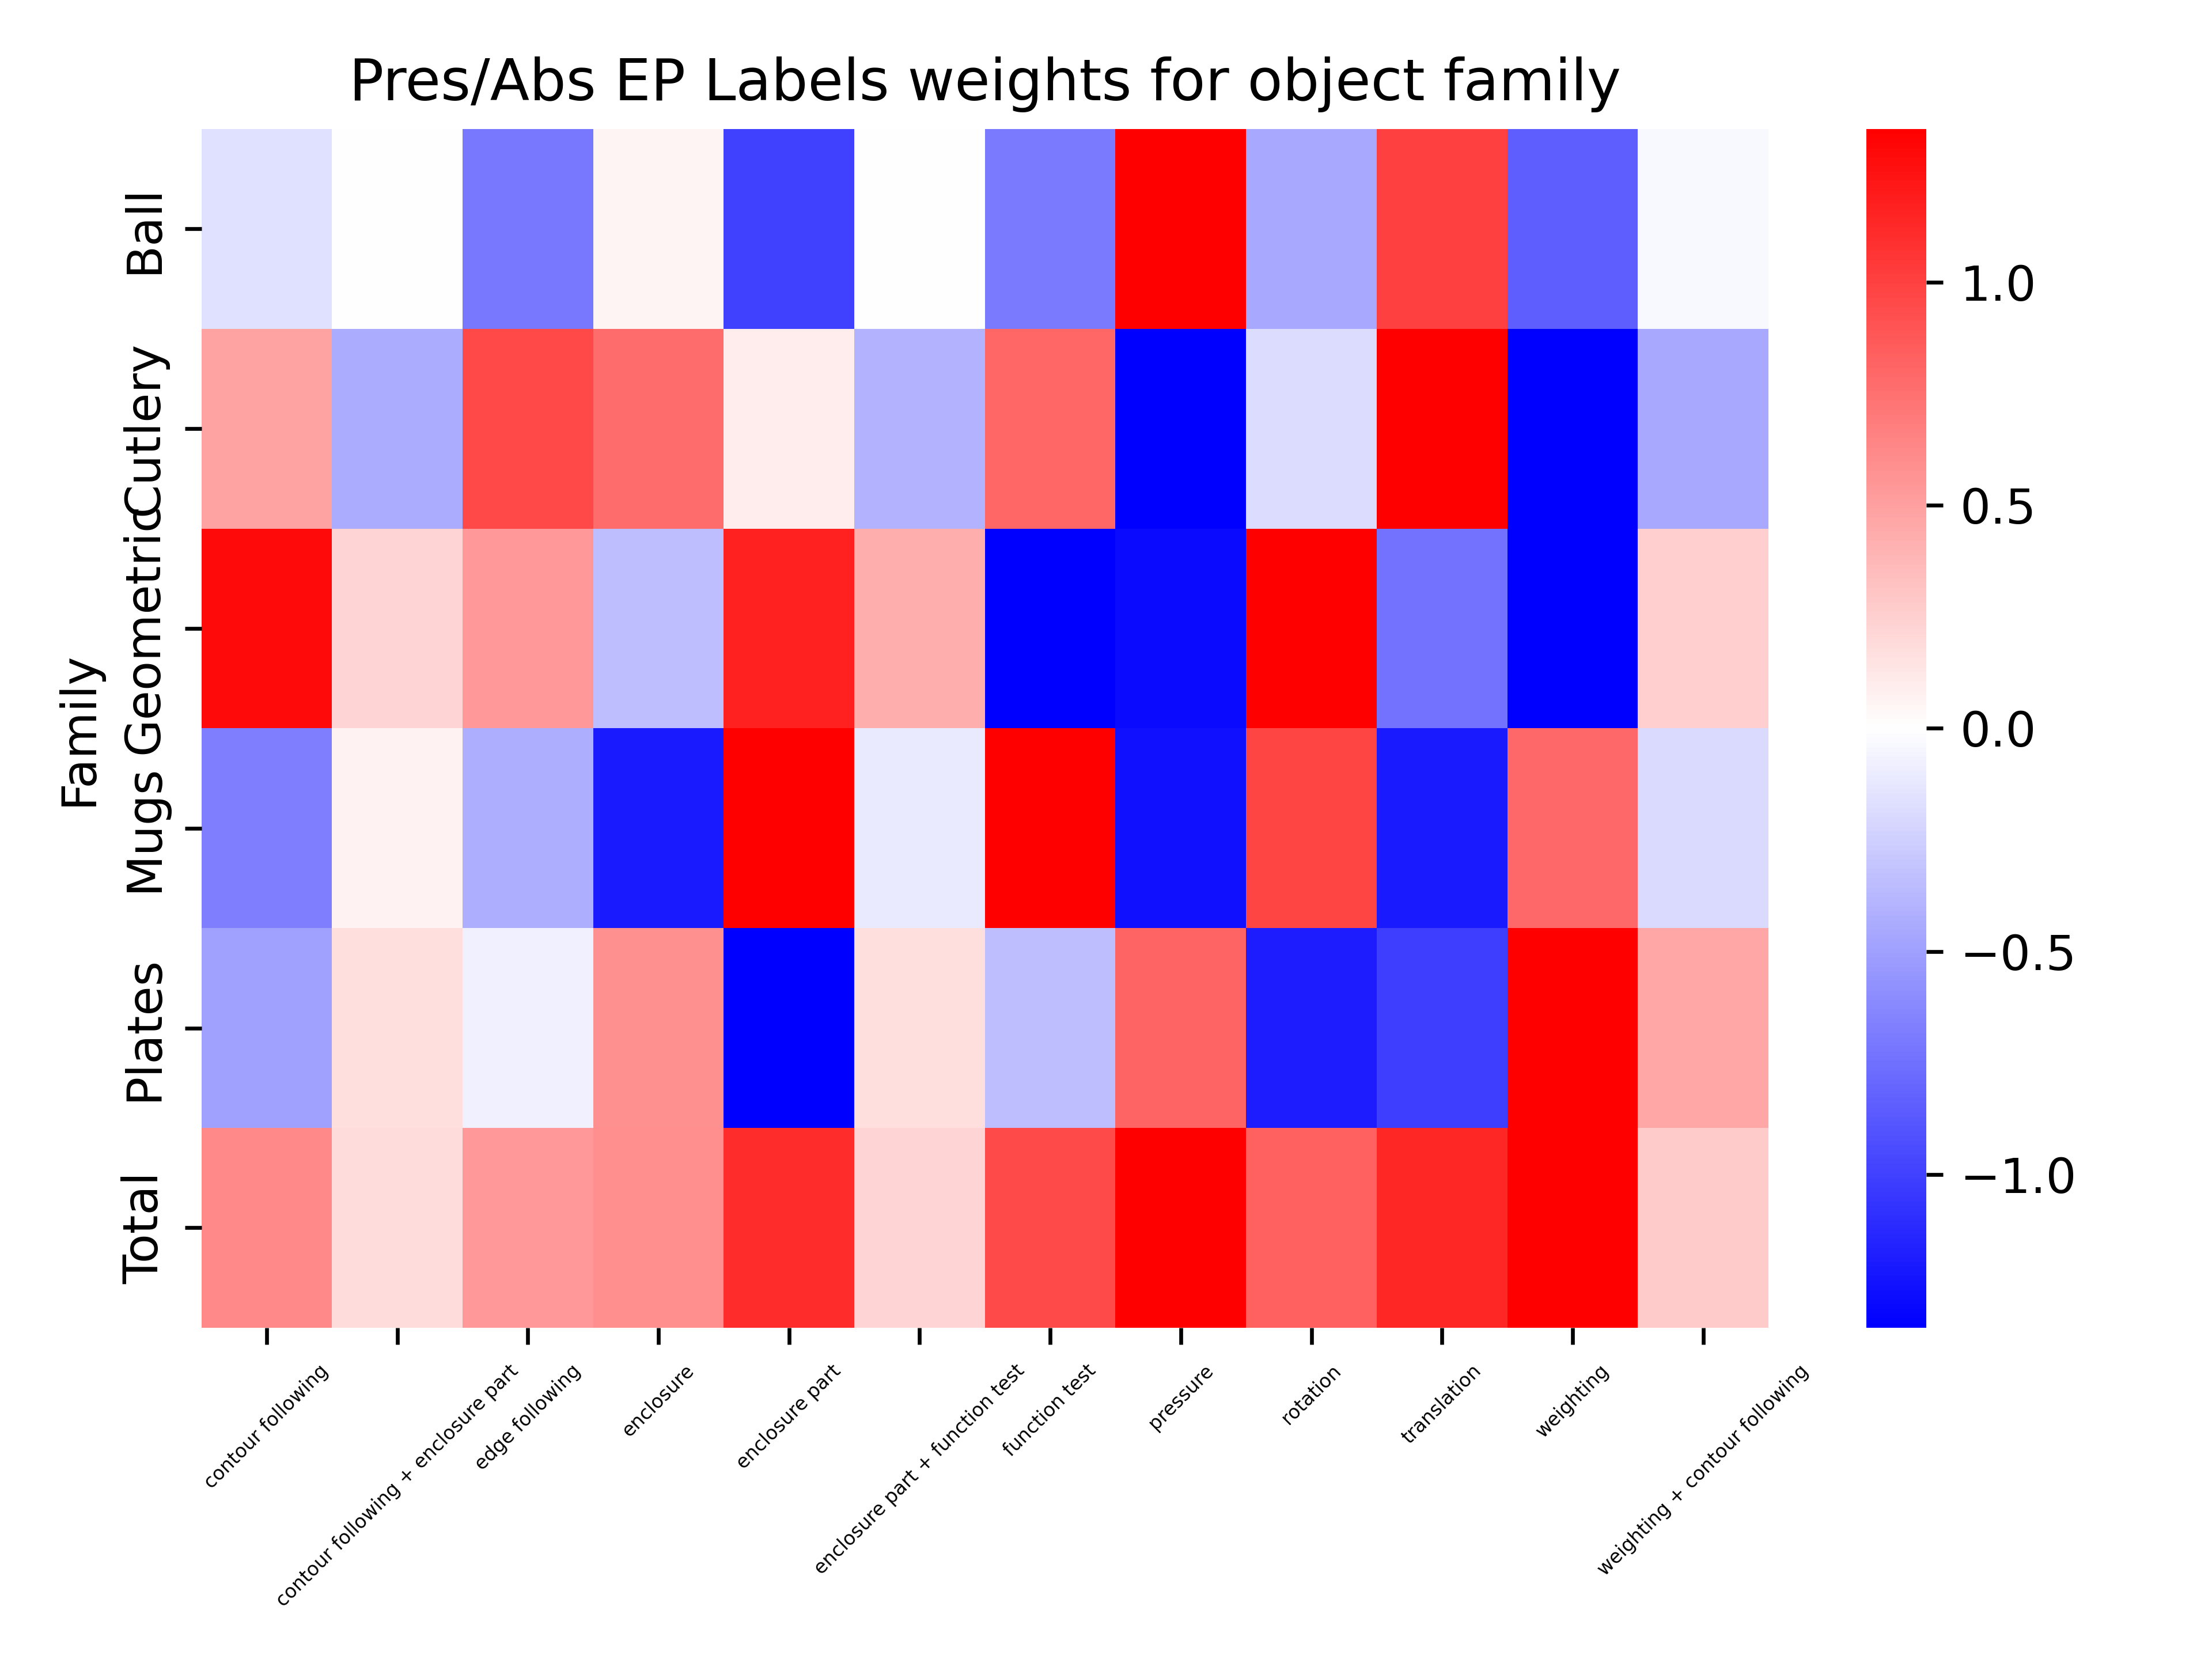 Pres/Abs EP Labels weights for object family
Family
Ball
Cutlery
Geometric
Mugs
Plates
Total
contour following
contour following + enclosure part
edge following
enclosure
enclosure part
enclosure part + function test
function test
pressure
rotation
translation
weighting
weighting + contour following
1.0
0.5
0.0
−0.5
−1.0